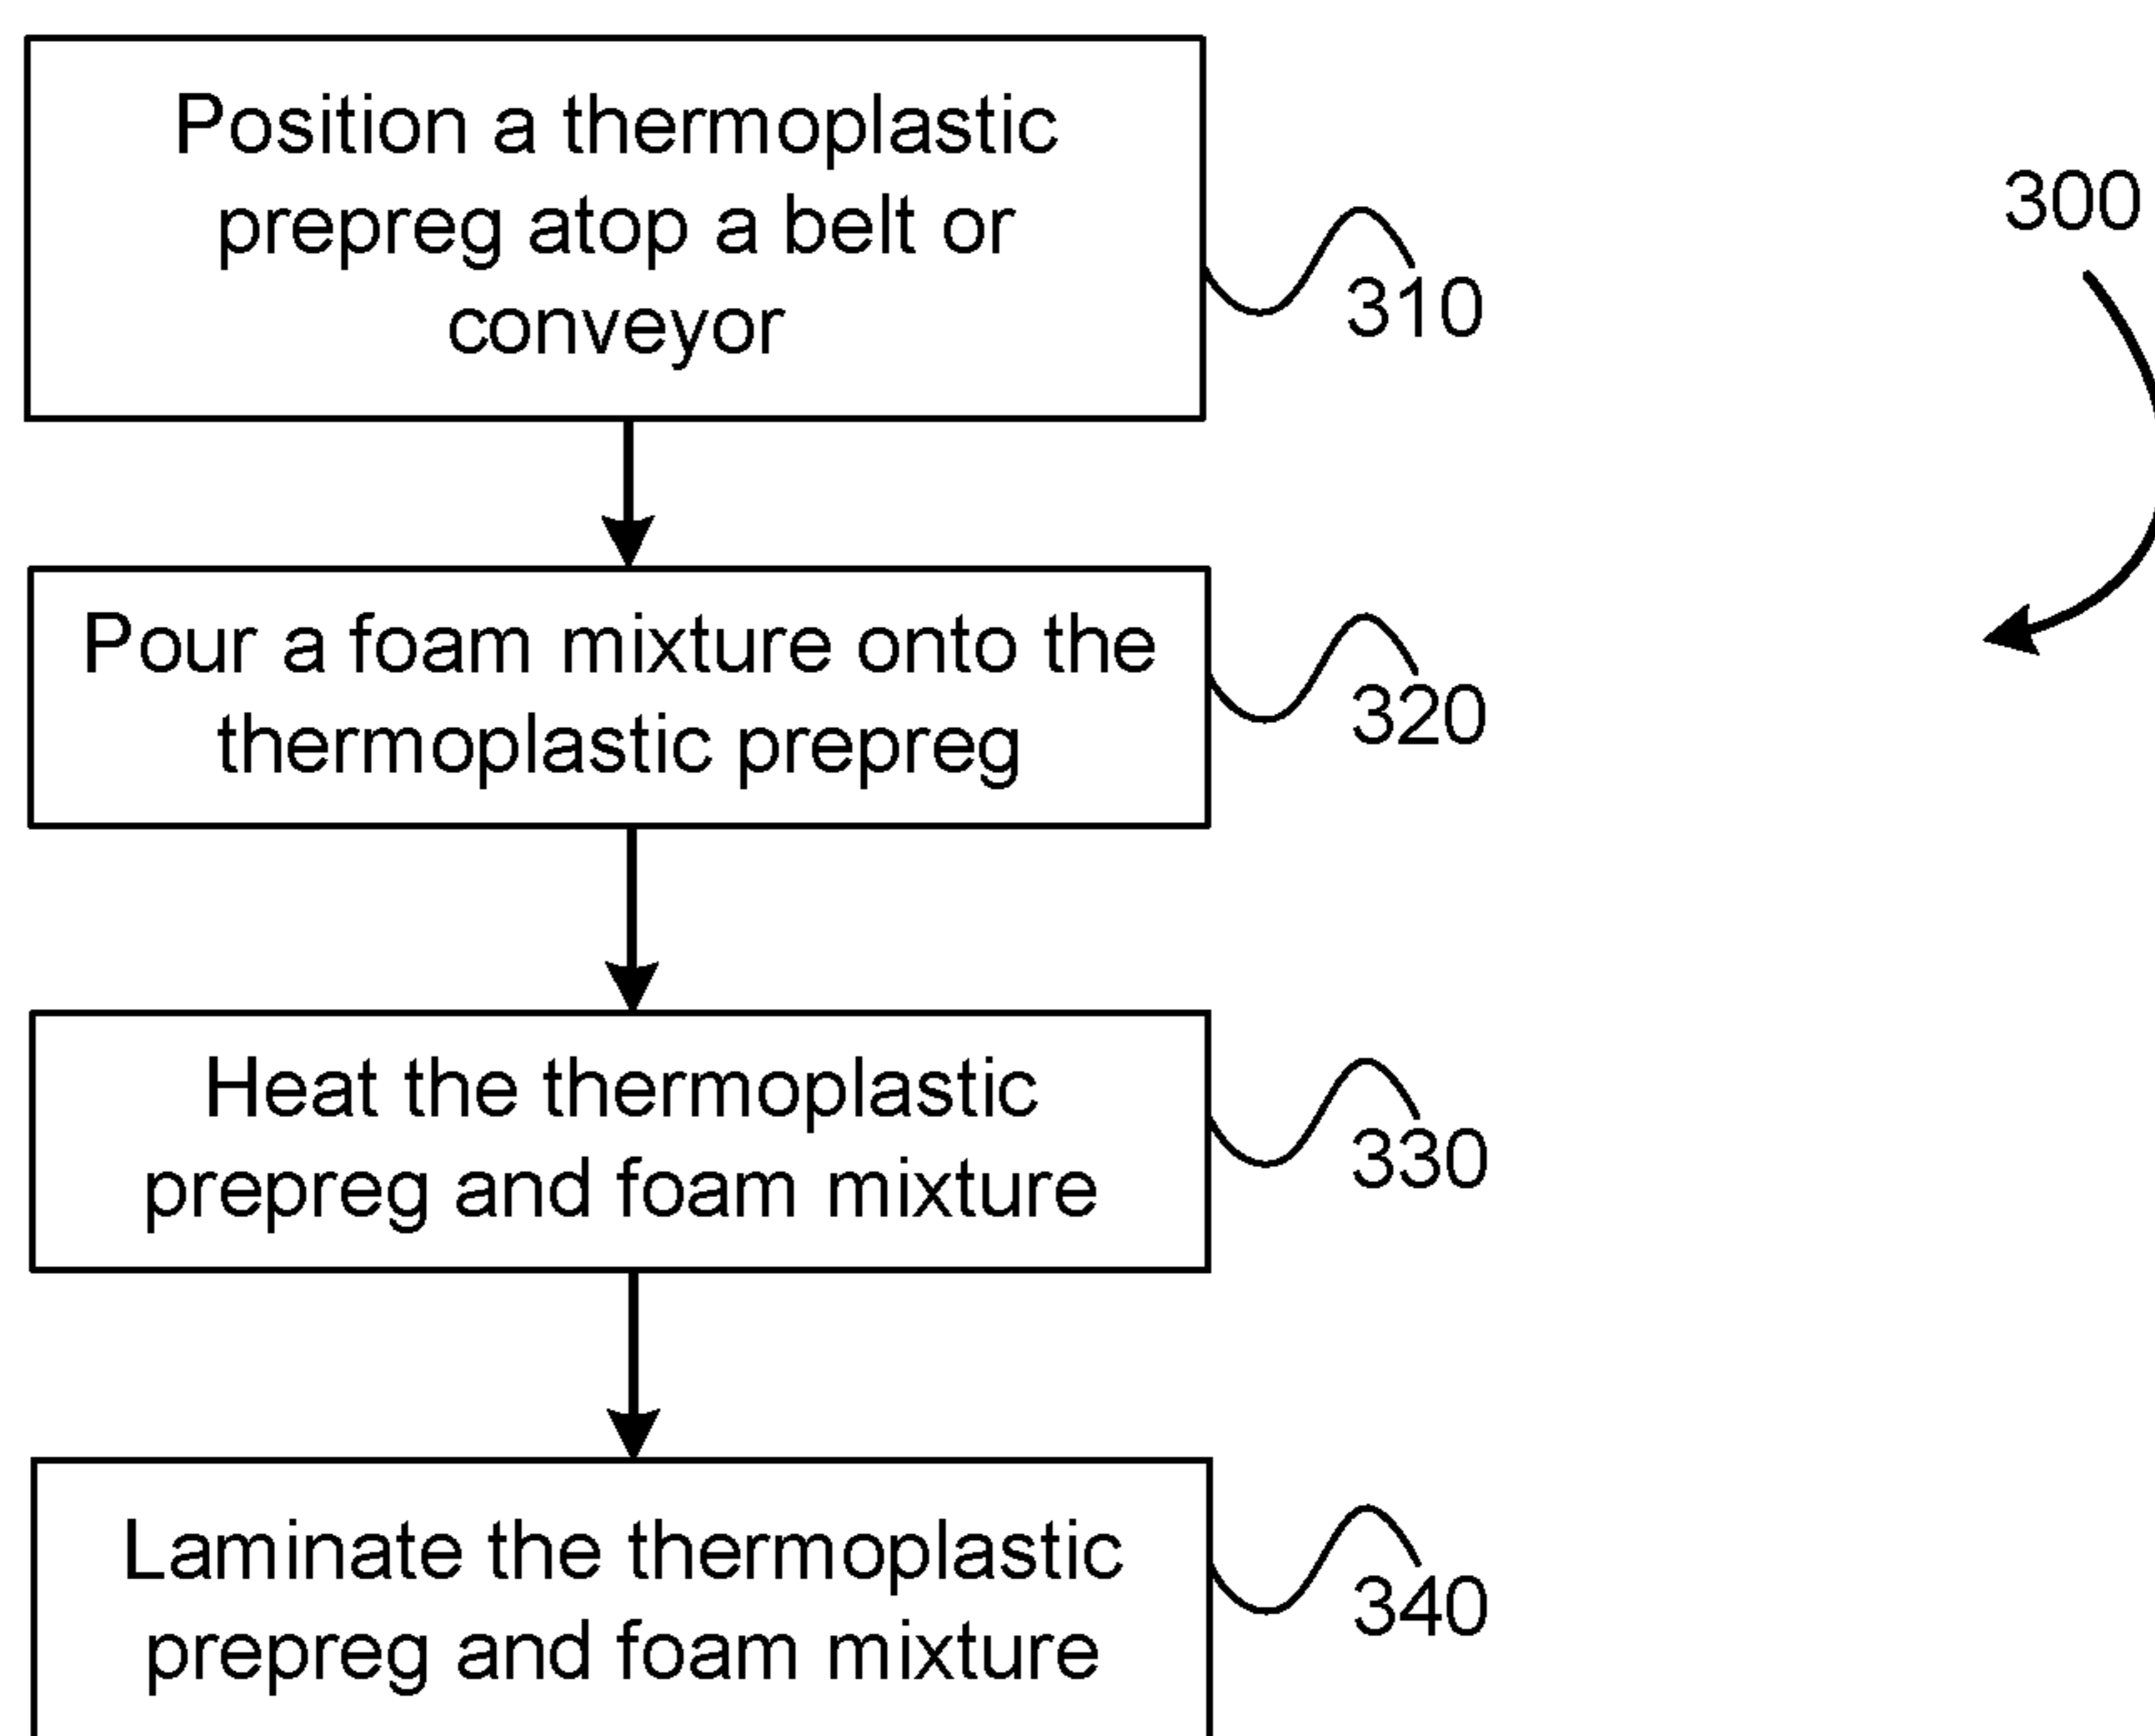 Position a thermoplastic
prepreg atop a belt or
conveyor
310
300
Pour a foam mixture onto the
thermoplastic prepreg
320
Heat the thermoplastic
prepreg and foam mixture
330
Laminate the thermoplastic
prepreg and foam mixture
340